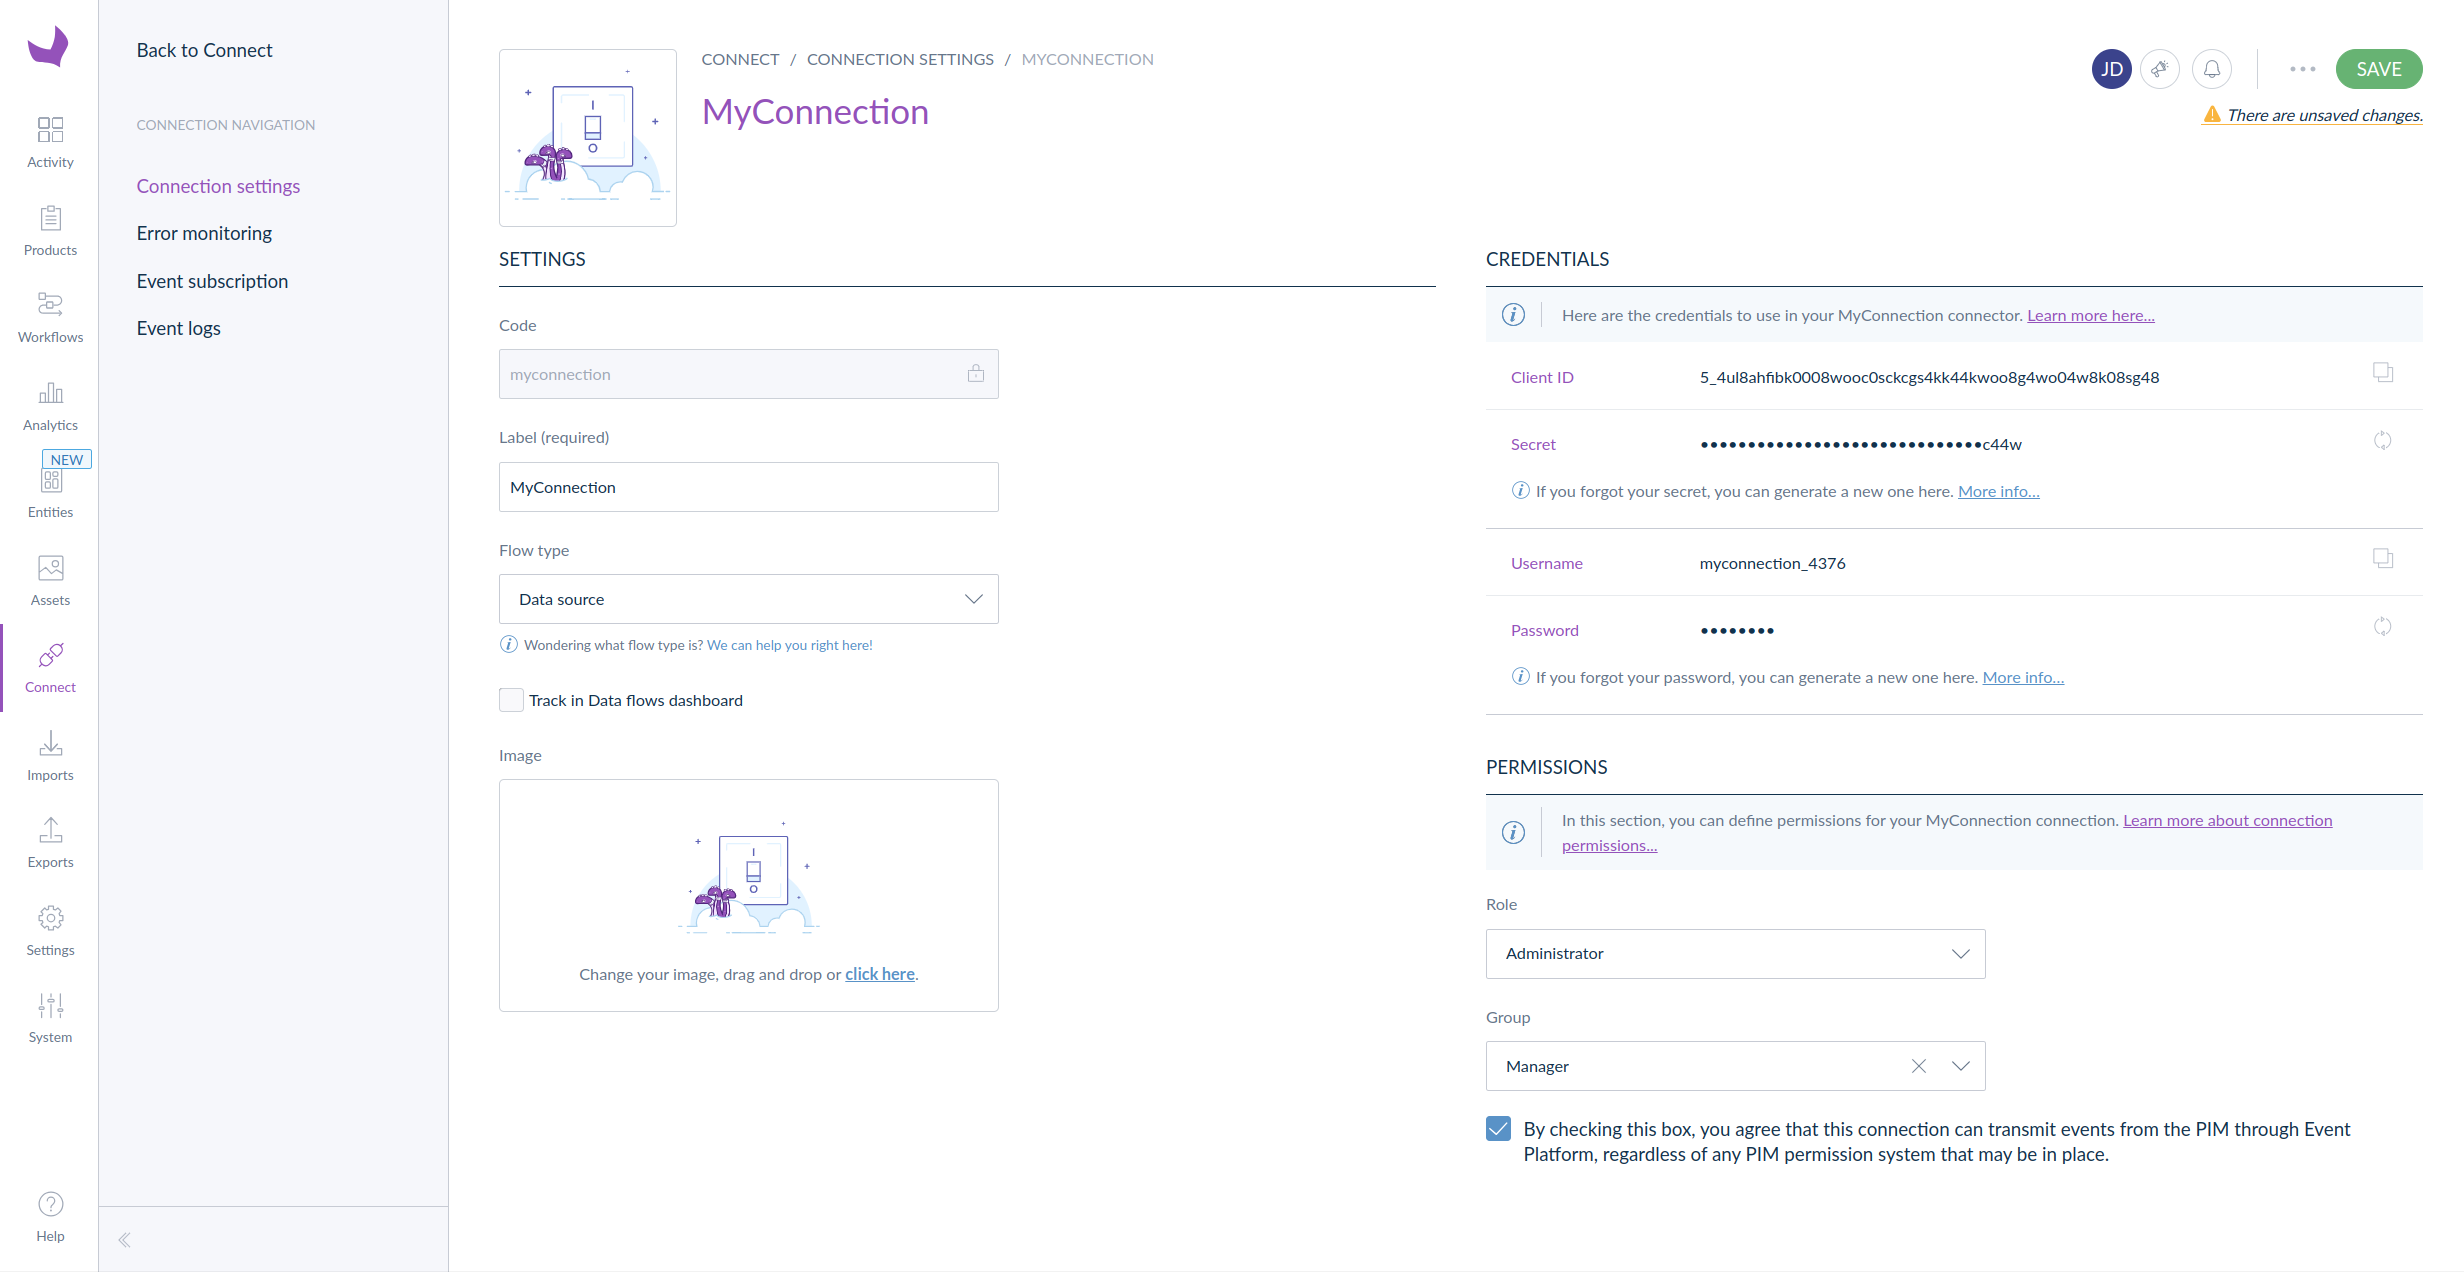 Activity
Products
Workflows
Analytics
NEW
Entities
Assets
Connect
Imports
Exports
Settings
System
Help
Back to Connect
CONNECTION NAVIGATION
Connection settings
Error monitoring
Event subscription
Event logs
CONNECT / CONNECTION SETTINGS / MYCONNECTION
MyConnection
JD
SAVE
There are unsaved changes.
SETTINGS
Code
myconnection
Label (required)
MyConnection
Flow type
Data source
Wondering what flow type is? We can help you right here!
Track in Data flows dashboard
Image
Change your image, drag and drop or click here.
CREDENTIALS
Here are the credentials to use in your MyConnection connector. Learn more here...
Client ID 5_4ul8ahfibk0008wooc0sckcgs4kk44kwoo8g4wo04w8k08sg48
Secret ••••••••••••••••••••••••••••••c44w
If you forgot your secret, you can generate a new one here. More info...
Username myconnection_4376
Password ••••••••
If you forgot your password, you can generate a new one here. More info...
PERMISSIONS
In this section, you can define permissions for your MyConnection connection. Learn more about connection
permissions...
Role
Administrator
Group
Manager
By checking this box, you agree that this connection can transmit events from the PIM through Event
Platform, regardless of any PIM permission system that may be in place.